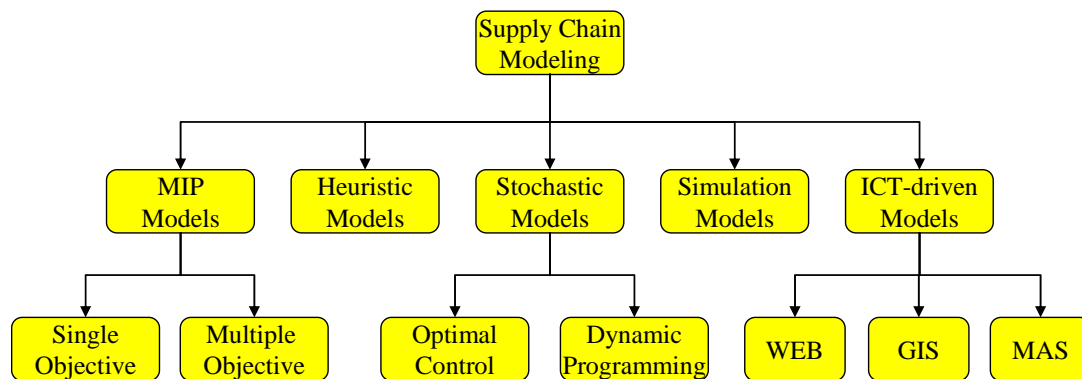 Supply Chain
Modeling
MIP
Models
Heuristic
Models
Stochastic
Models
Simulation
Models
ICT-driven
Models
Single
Objective
Multiple
Objective
Optimal
Control
Dynamic
Programming
WEB
GIS
MAS